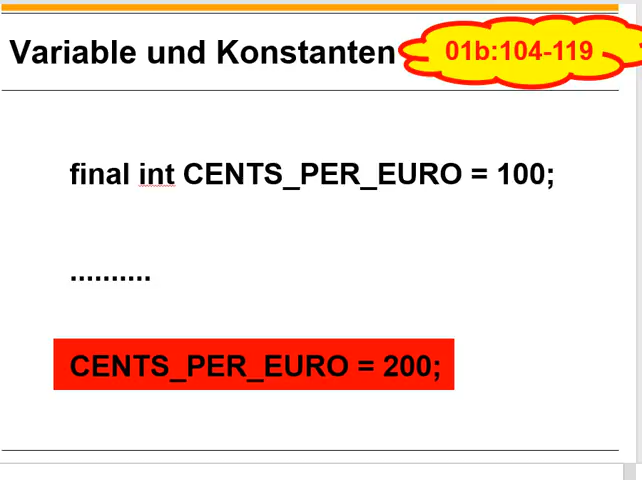 Variable und Konstanten
01b:104-119
final int CENTS_PER_EURO = 100;
..........
CENTS_PER_EURO = 200;